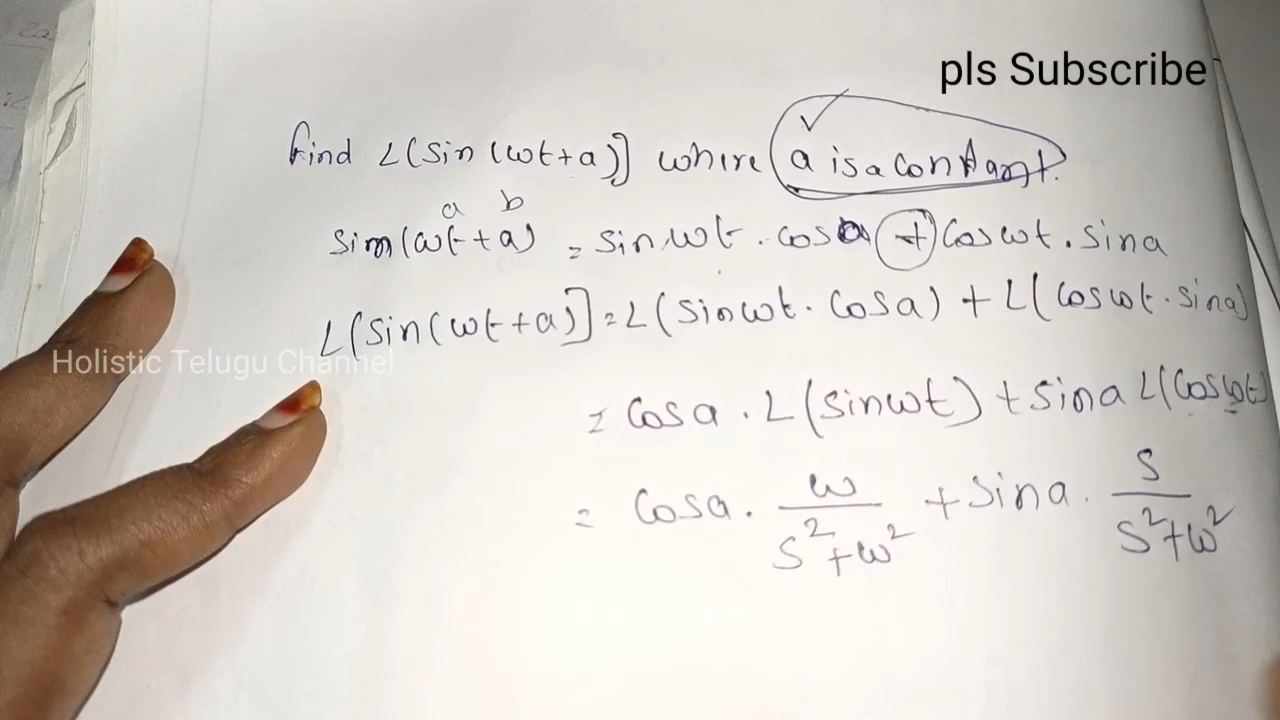 pls Subscribe
find L(sin(ωt+a)] where a is a constant.
a b
sin(ωt+a) = sin ωt . cos a + cos ωt . sin a
L[sin(ωt+a)] = L(sin ωt . cos a) + L(cos ωt . sin a)
Holistic Telugu Channel
= cos a . L(sin ωt) + sin a L(cos ωt)
= cos a . ω/(s²+ω²) + sin a . s/(s²+ω²)